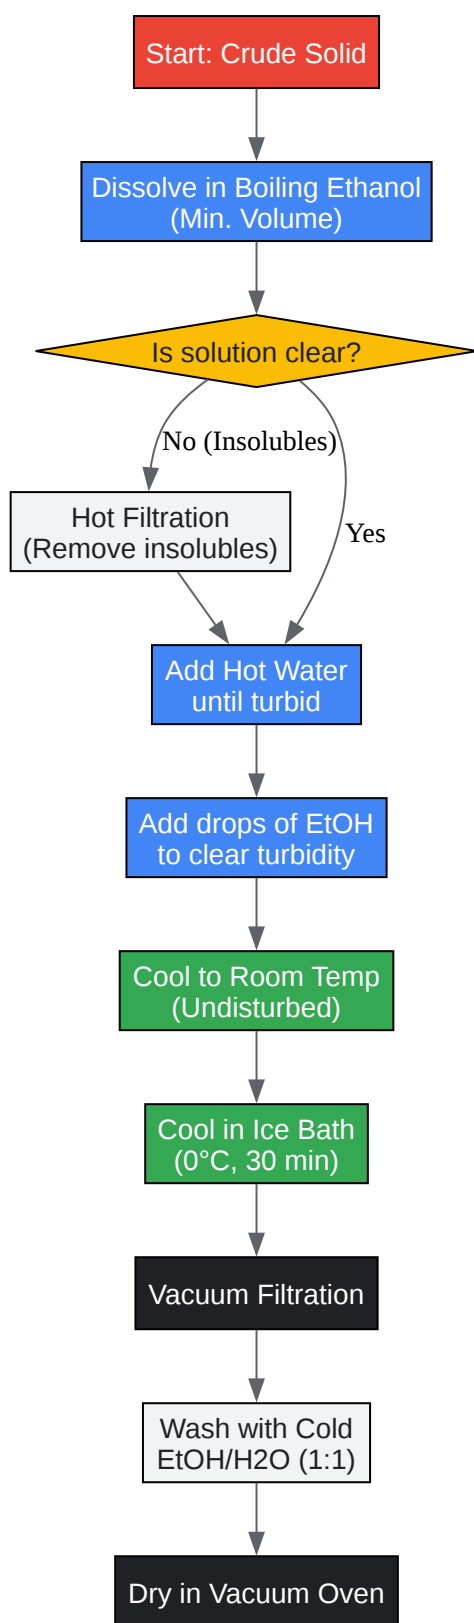 Start: Crude Solid
Dissolve in Boiling Ethanol
(Min. Volume)
Is solution clear?
No (Insolubles)
Hot Filtration
(Remove insolubles)
Yes
Add Hot Water
until turbid
Add drops of EtOH
to clear turbidity
Cool to Room Temp
(Undisturbed)
Cool in Ice Bath
(0°C, 30 min)
Vacuum Filtration
Wash with Cold
EtOH/H2O (1:1)
Dry in Vacuum Oven